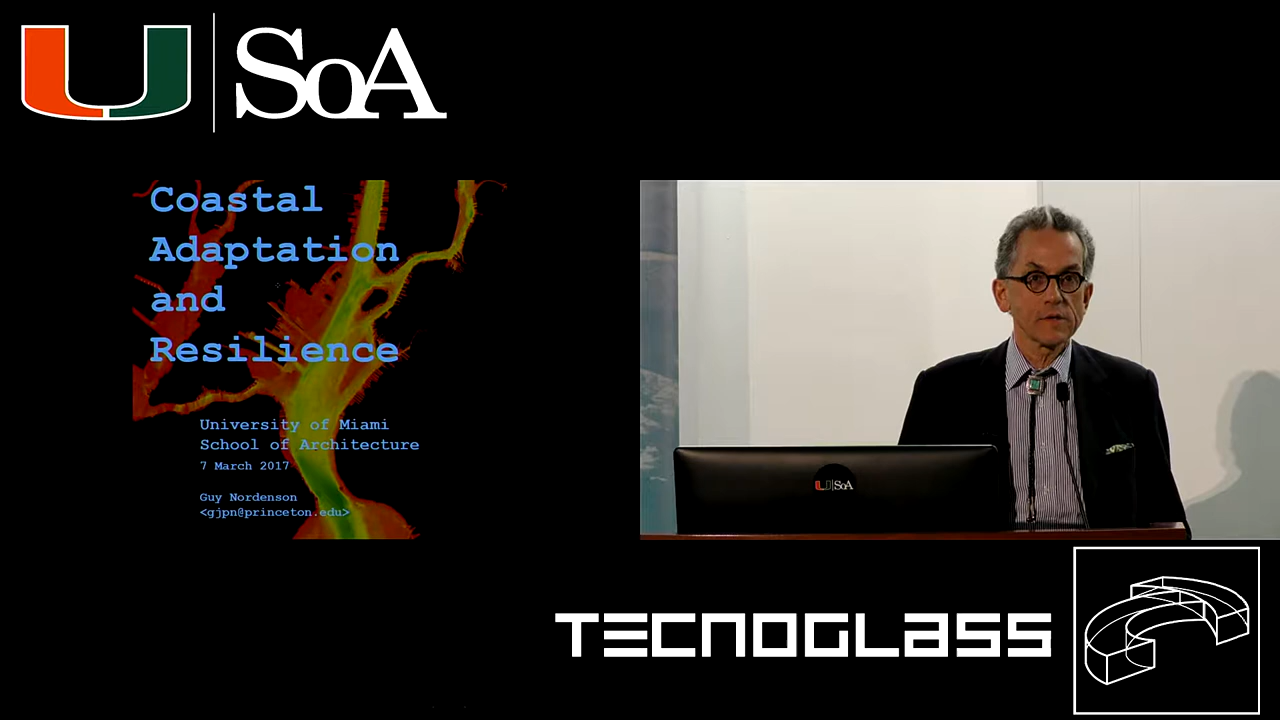 U SoA
Coastal
Adaptation
and
Resilience
University of Miami
School of Architecture
7 March 2017
Guy Nordenson
<gjpn@princeton.edu>
U SoA
TECNOGLASS